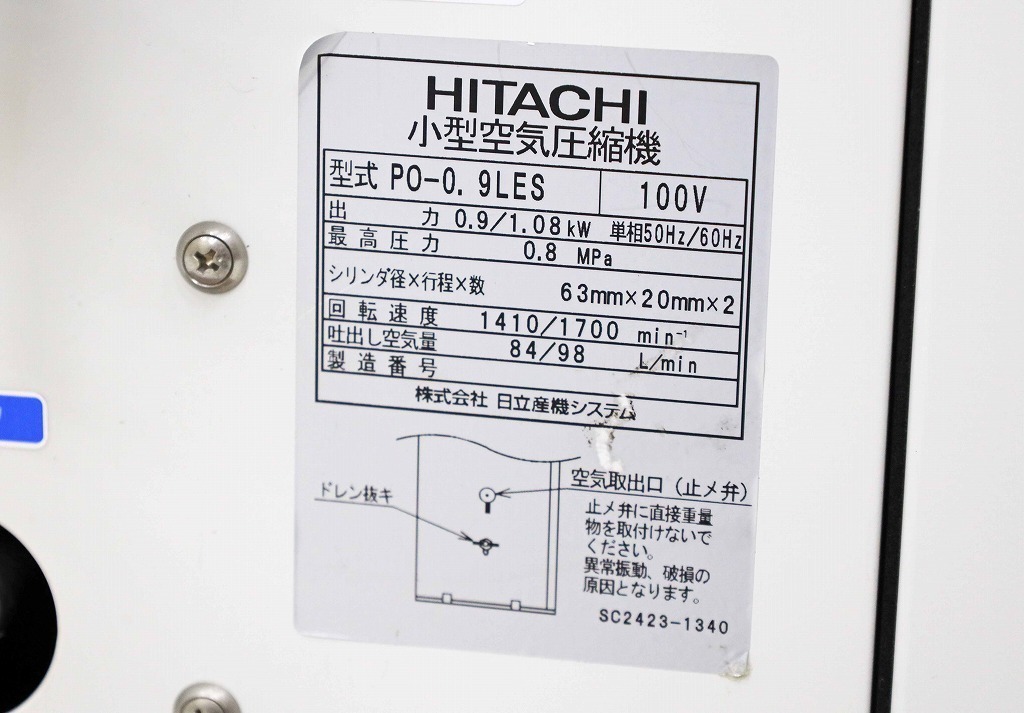 HITACHI
小型空気圧縮機
型式 PO-0.9LES 100V
出力 0.9/1.08kW 単相50Hz/60Hz
最高圧力 0.8 MPa
シリンダ径×行程×数 63mm×20mm×2
回転速度 1410/1700 min⁻¹
吐出し空気量 84/98 L/min
製造番号
株式会社 日立産機システム
空気取出口(止メ弁)
ドレン抜キ
止メ弁に直接重量
物を取付けないで
ください。
異常振動、破損の
原因となります。
SC2423-1340